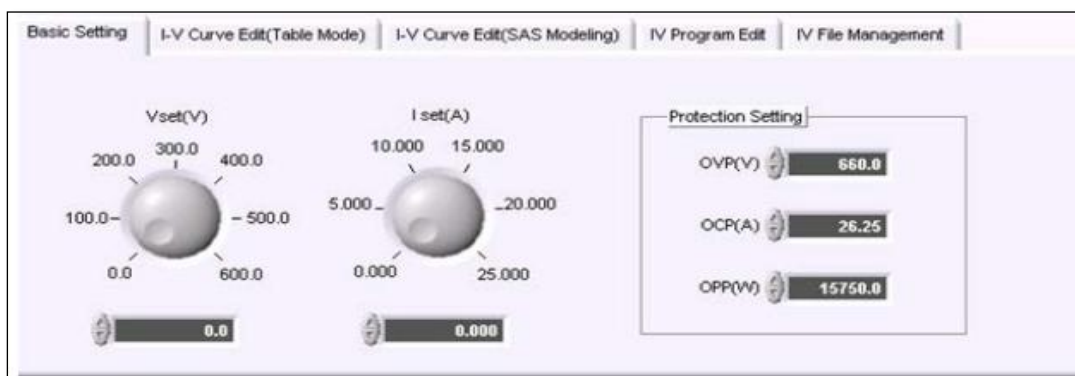 Basic Setting I-V Curve Edit(Table Mode) I-V Curve Edit(SAS Modeling) IV Program Edit IV File Management
Vset(V)
0.0
100.0
200.0
300.0
400.0
500.0
600.0
0.0
I set(A)
0.000
5.000
10.000
15.000
20.000
25.000
0.000
Protection Setting
OVP(V) 660.0
OCP(A) 26.25
OPP(W) 15750.0